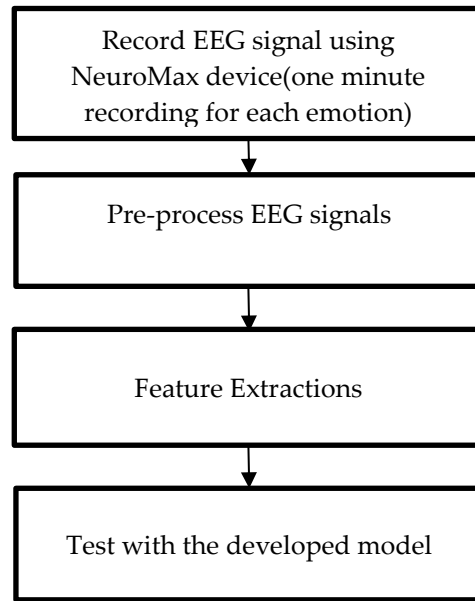 Record EEG signal using
NeuroMax device(one minute
recording for each emotion)
Pre-process EEG signals
Feature Extractions
Test with the developed model